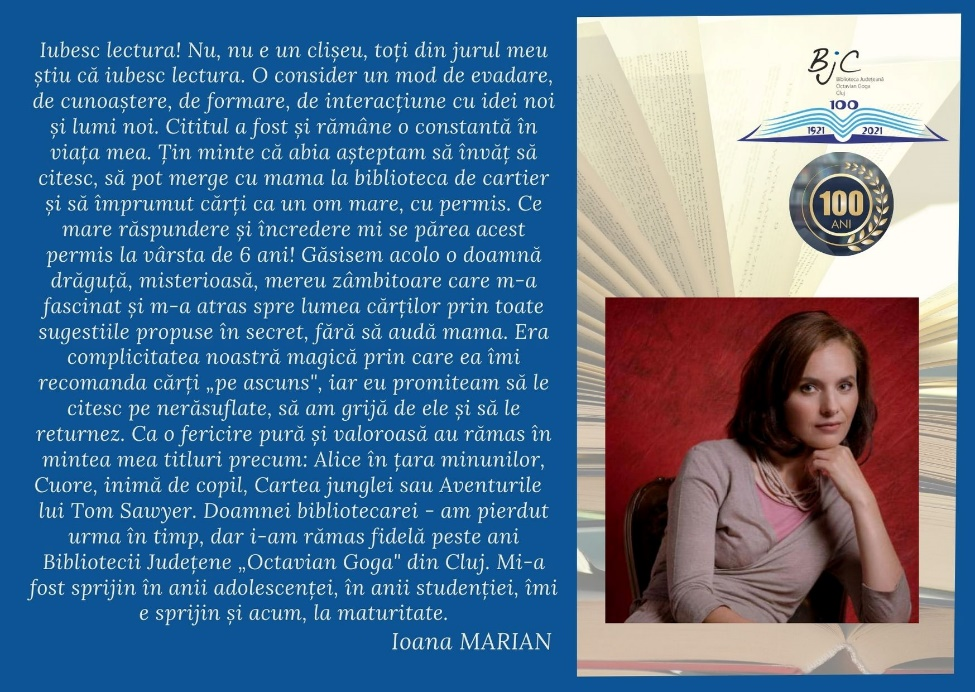 Iubesc lectura! Nu, nu e un clișeu, toți din jurul meu
știu că iubesc lectura. O consider un mod de evadare,
de cunoaștere, de formare, de interacțiune cu idei noi
și lumi noi. Cititul a fost și rămâne o constantă în
viața mea. Țin minte că abia așteptam să învăț să
citesc, să pot merge cu mama la biblioteca de cartier
și să împrumut cărți ca un om mare, cu permis. Ce
mare răspundere și încredere mi se părea acest
permis la vârsta de 6 ani! Găsisem acolo o doamnă
drăguță, misterioasă, mereu zâmbitoare care m-a
fascinat și m-a atras spre lumea cărților prin toate
sugestiile propuse în secret, fără să audă mama. Era
complicitatea noastră magică prin care ea îmi
recomanda cărți „pe ascuns", iar eu promiteam să le
citesc pe nerăsuflate, să am grijă de ele și să le
returnez. Ca o fericire pură și valoroasă au rămas în
mintea mea titluri precum: Alice în țara minunilor,
Cuore, inimă de copil, Cartea junglei sau Aventurile
lui Tom Sawyer. Doamnei bibliotecarei - am pierdut
urma în timp, dar i-am rămas fidelă peste ani
Bibliotecii Județene „Octavian Goga" din Cluj. Mi-a
fost sprijin în anii adolescenței, în anii studenției, îmi
e sprijin și acum, la maturitate.
Ioana MARIAN
BjC
Biblioteca Județeană
Octavian Goga
Cluj
100
1921 2021
100
ANI